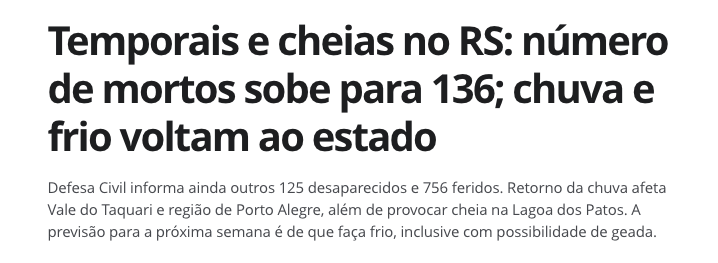 Temporais e cheias no RS: número
de mortos sobe para 136; chuva e
frio voltam ao estado
Defesa Civil informa ainda outros 125 desaparecidos e 756 feridos. Retorno da chuva afeta
Vale do Taquari e região de Porto Alegre, além de provocar cheia na Lagoa dos Patos. A
previsão para a próxima semana é de que faça frio, inclusive com possibilidade de geada.